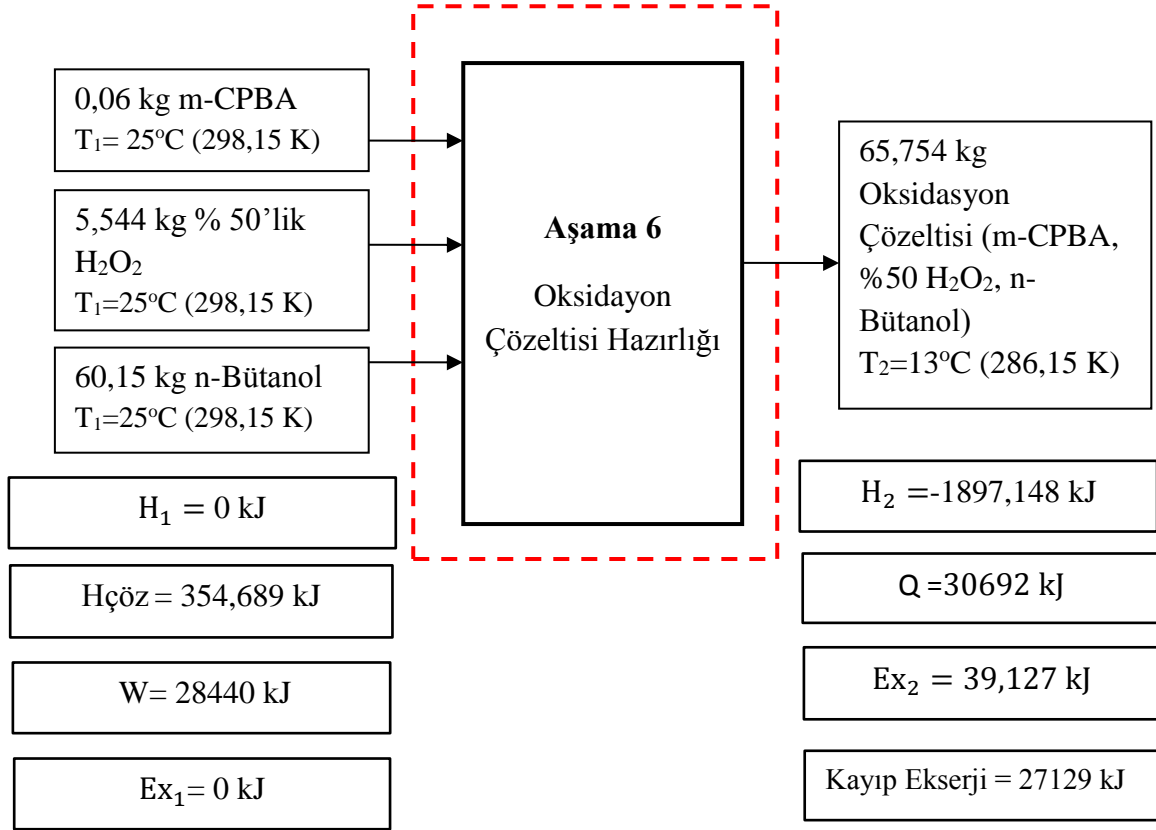 0,06 kg m-CPBA
T₁= 25°C (298,15 K)
5,544 kg % 50’lik
H₂O₂
T₁=25°C (298,15 K)
60,15 kg n-Bütanol
T₁=25°C (298,15 K)
Aşama 6
Oksidayon
Çözeltisi Hazırlığı
65,754 kg
Oksidasyon
Çözeltisi (m-CPBA,
%50 H₂O₂, n-
Bütanol)
T₂=13°C (286,15 K)
H₁ = 0 kJ
Hçöz = 354,689 kJ
W= 28440 kJ
Ex₁= 0 kJ
H₂ =-1897,148 kJ
Q =30692 kJ
Ex₂ = 39,127 kJ
Kayıp Ekserji = 27129 kJ